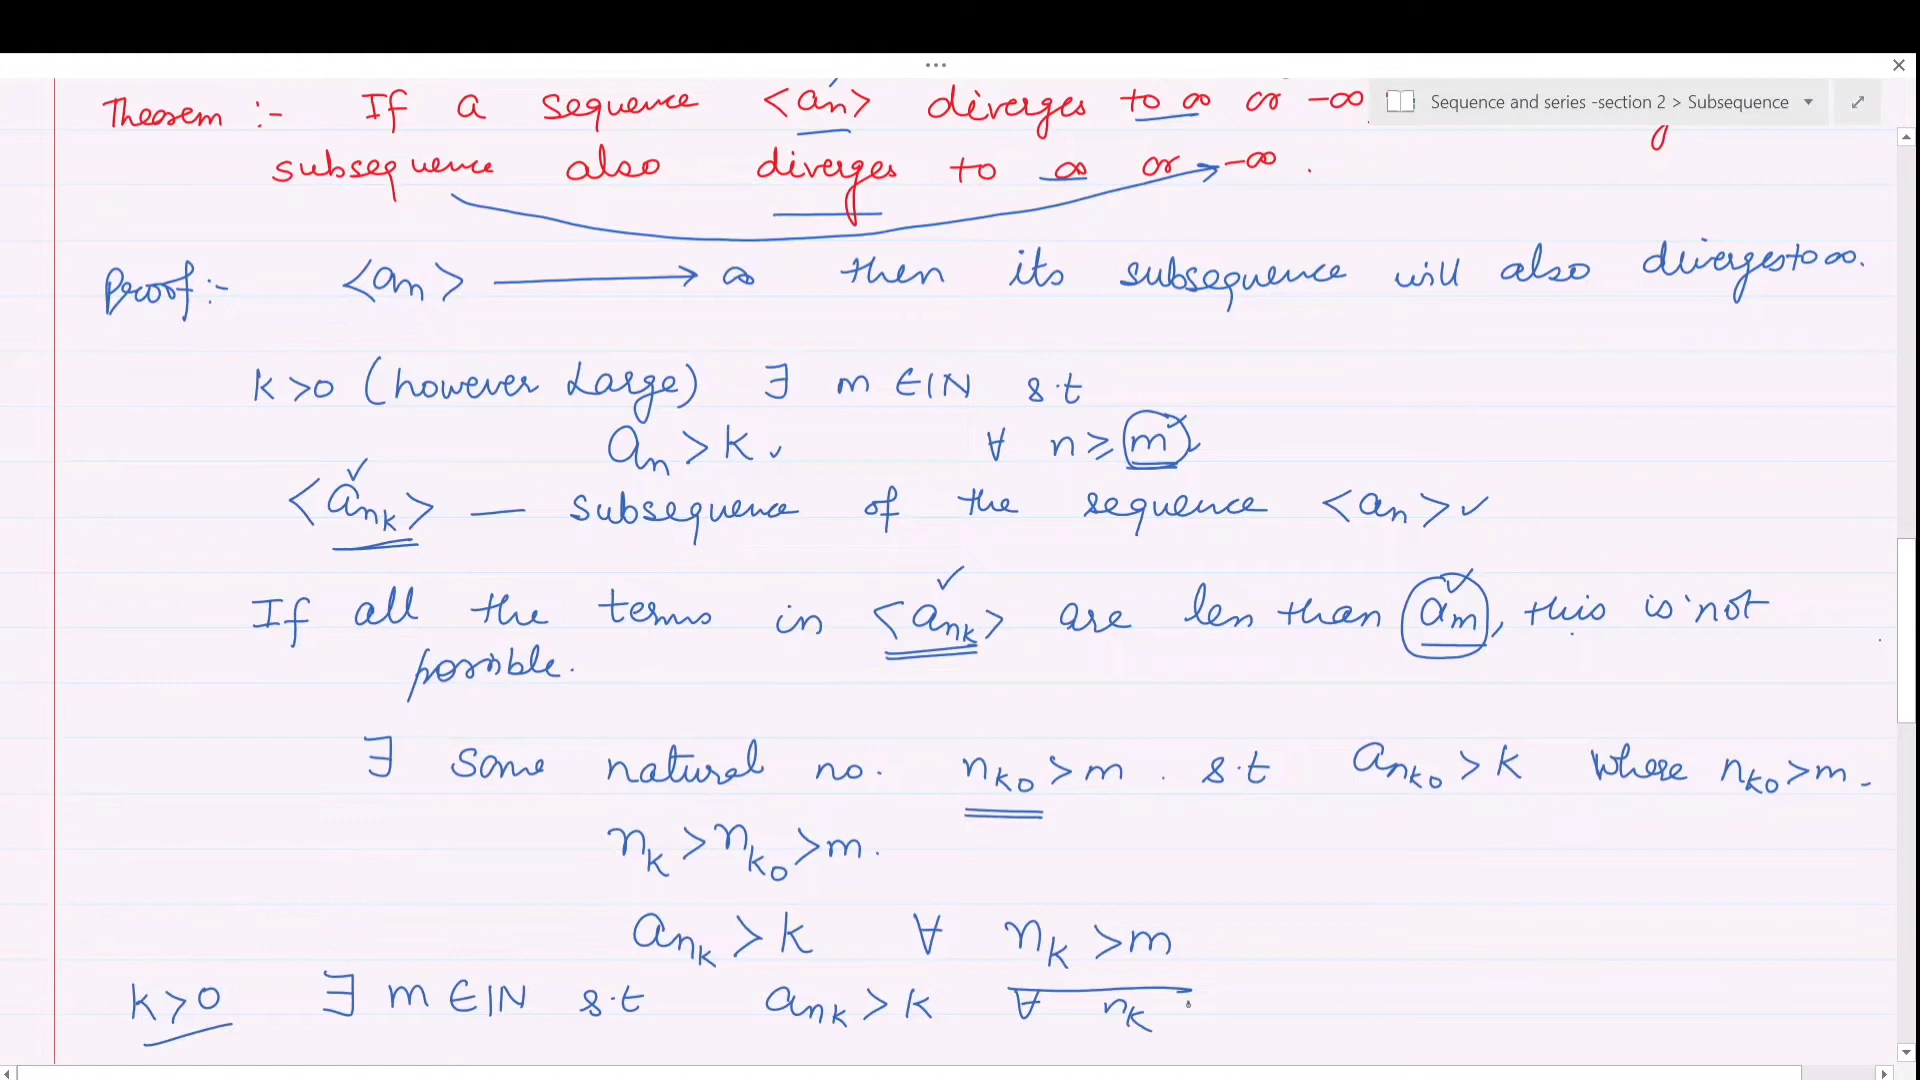 Theorem :- If a sequence <an> diverges to ∞ or -∞
Sequence and series -section 2 > Subsequence
subsequence also diverges to ∞ or -∞ .
Proof:- <an> ⟶ ∞ then its subsequence will also diverges to ∞.
k>0 (however Large) ∃ m ∈ IN s.t
an > k ∀ n ≥ m
<ank> — subsequence of the sequence <an>
If all the terms in <ank> are less than am, this is not
possible.
∃ some natural no. nk0 > m . s.t ank0 > k where nk0 > m.
nk > nk0 > m.
ank > k ∀ nk > m
k>0 ∃ m ∈ IN s.t ank > k ∀ nk